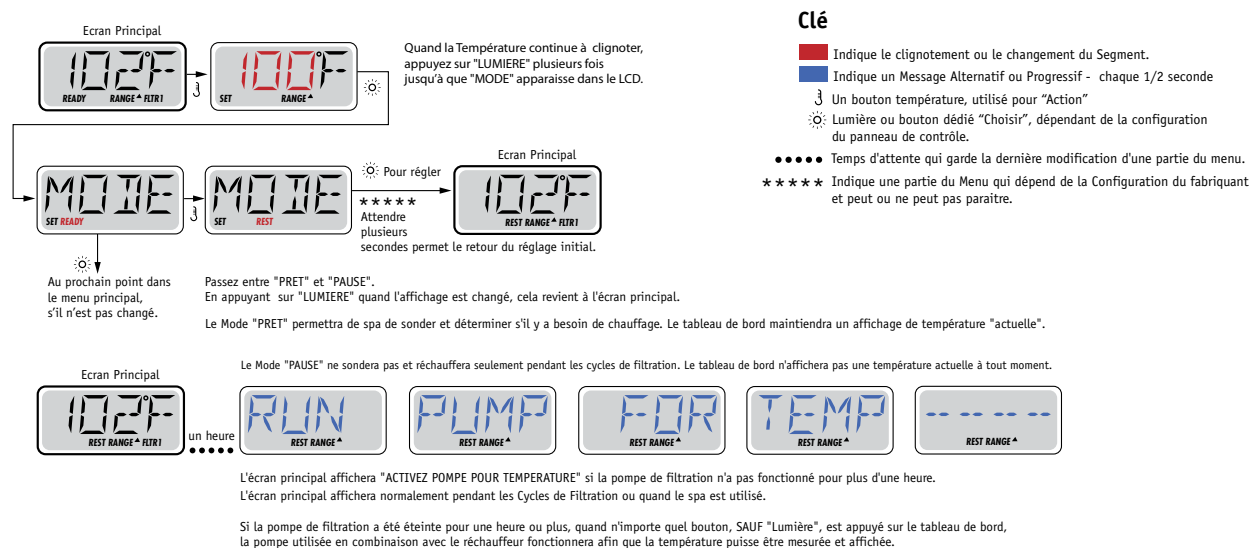 Ecran Principal
102°F
READY RANGE FLTR1
100°F
SET RANGE
Quand la Température continue à clignoter,
appuyez sur "LUMIERE" plusieurs fois
jusqu'à que "MODE" apparaisse dans le LCD.
Clé
Indique le clignotement ou le changement du Segment.
Indique un Message Alternatif ou Progressif - chaque 1/2 seconde
Un bouton température, utilisé pour "Action"
Lumière ou bouton dédié "Choisir", dépendant de la configuration
du panneau de contrôle.
••••• Temps d'attente qui garde la dernière modification d'une partie du menu.
***** Indique une partie du Menu qui dépend de la Configuration du fabriquant
et peut ou ne peut pas paraitre.
MODE
SET READY
MODE
SET REST
Pour régler
*****
Attendre
plusieurs
secondes permet le retour du réglage initial.
Ecran Principal
102°F
REST RANGE FLTR1
Au prochain point dans
le menu principal,
s'il n'est pas changé.
Passez entre "PRET" et "PAUSE".
En appuyant sur "LUMIERE" quand l'affichage est changé, cela revient à l'écran principal.
Le Mode "PRET" permettra de spa de sonder et déterminer s'il y a besoin de chauffage. Le tableau de bord maintiendra un affichage de température "actuelle".
Le Mode "PAUSE" ne sondera pas et réchauffera seulement pendant les cycles de filtration. Le tableau de bord n'affichera pas une température actuelle à tout moment.
Ecran Principal
102°F
REST RANGE FLTR1
un heure
•••••
RUN
REST RANGE
PUMP
REST RANGE
FOR
REST RANGE
TEMP
REST RANGE
-- -- -- --
REST RANGE
L'écran principal affichera "ACTIVEZ POMPE POUR TEMPERATURE" si la pompe de filtration n'a pas fonctionné pour plus d'une heure.
L'écran principal affichera normalement pendant les Cycles de Filtration ou quand le spa est utilisé.
Si la pompe de filtration a été éteinte pour une heure ou plus, quand n'importe quel bouton, SAUF "Lumière", est appuyé sur le tableau de bord,
la pompe utilisée en combinaison avec le réchauffeur fonctionnera afin que la température puisse être mesurée et affichée.